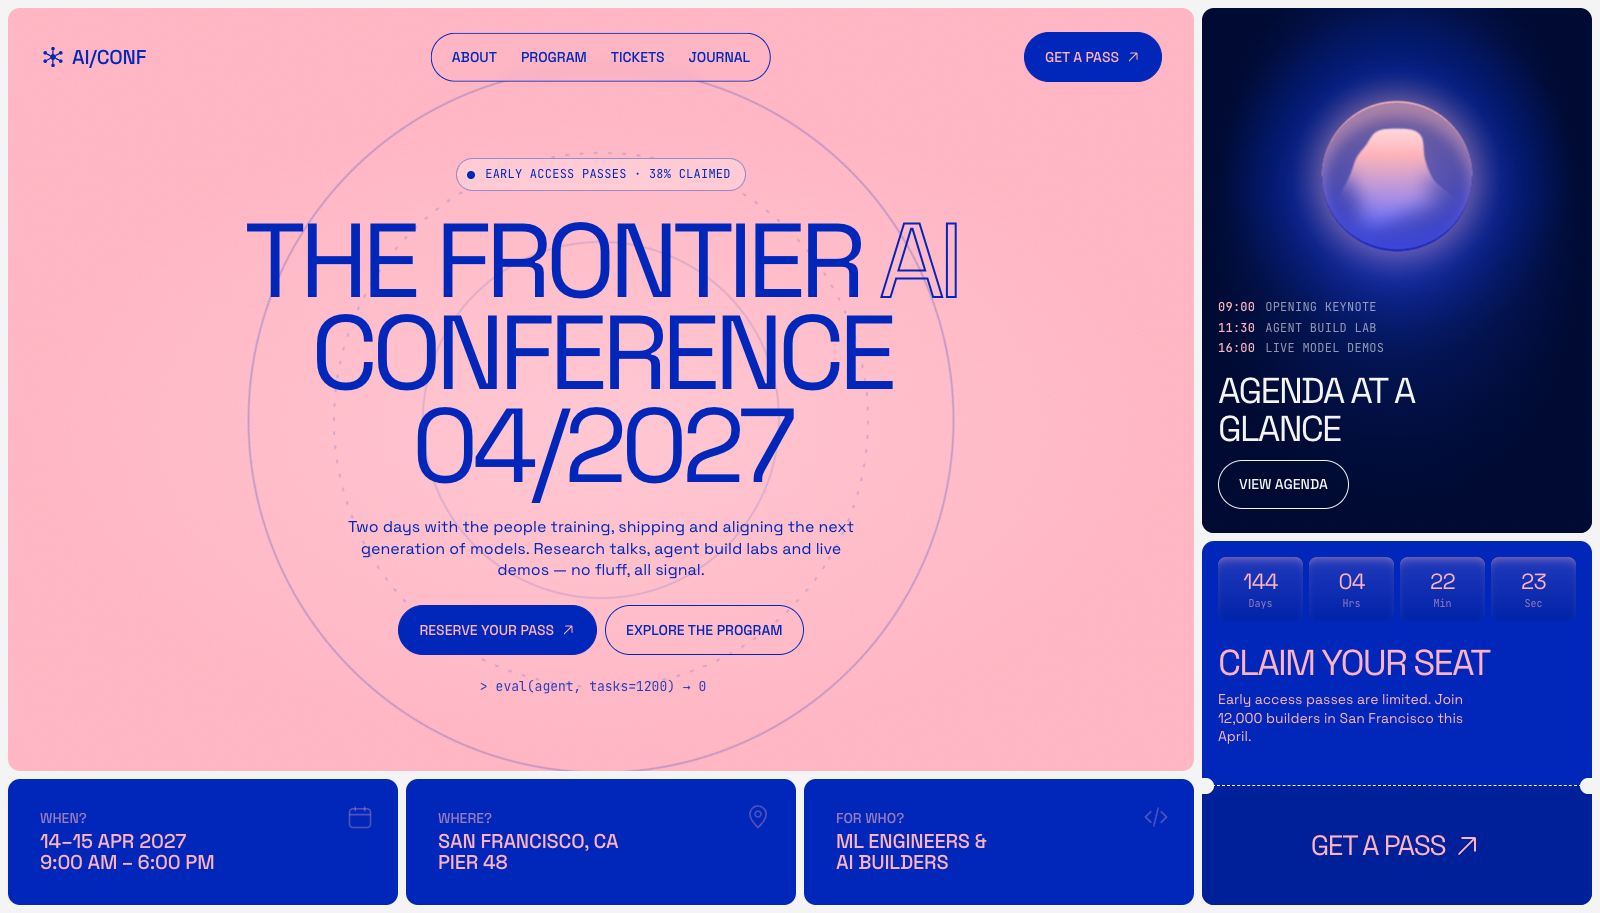 AI/CONF
ABOUT PROGRAM TICKETS JOURNAL
GET A PASS ↗
EARLY ACCESS PASSES · 38% CLAIMED
THE FRONTIER AI
CONFERENCE
04/2027
Two days with the people training, shipping and aligning the next
generation of models. Research talks, agent build labs and live
demos — no fluff, all signal.
RESERVE YOUR PASS ↗
EXPLORE THE PROGRAM
> eval(agent, tasks=1200) → 0
WHEN?
14–15 APR 2027
9:00 AM – 6:00 PM
WHERE?
SAN FRANCISCO, CA
PIER 48
FOR WHO?
ML ENGINEERS &
AI BUILDERS
09:00 OPENING KEYNOTE
11:30 AGENT BUILD LAB
16:00 LIVE MODEL DEMOS
AGENDA AT A
GLANCE
VIEW AGENDA
144 04 22 23
Days Hrs Min Sec
CLAIM YOUR SEAT
Early access passes are limited. Join
12,000 builders in San Francisco this
April.
GET A PASS ↗